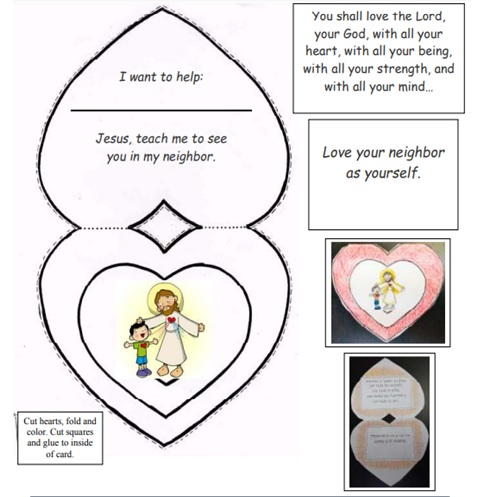 I want to help:
Jesus, teach me to see
you in my neighbor.
You shall love the Lord,
your God, with all your
heart, with all your being,
with all your strength, and
with all your mind…
Love your neighbor
as yourself.
Cut hearts, fold and
color. Cut squares
and glue to inside
of card.